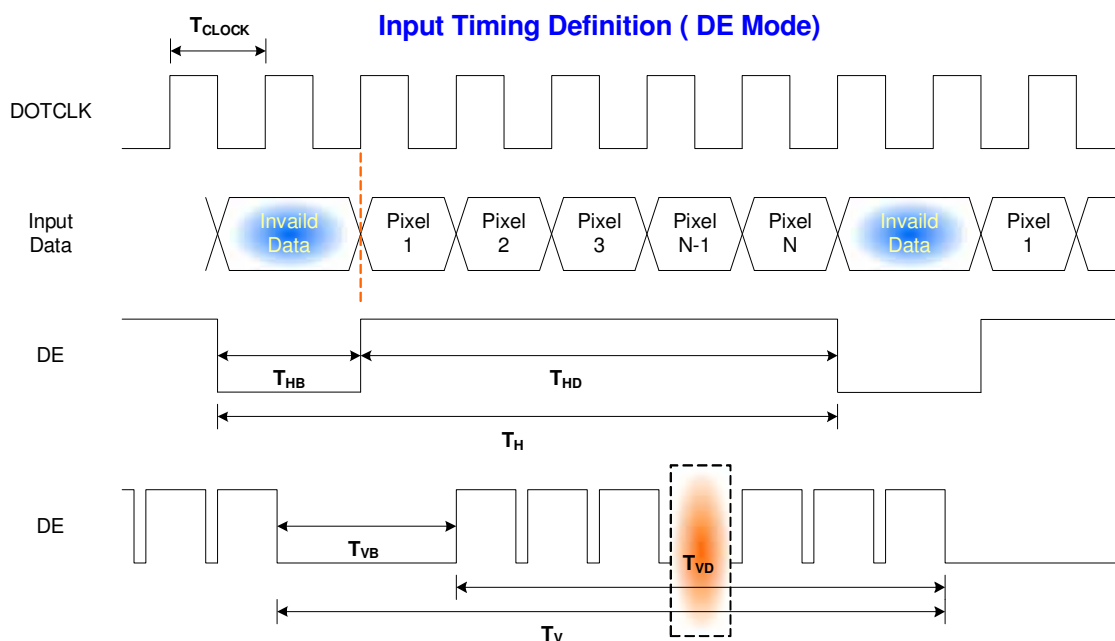 Input Timing Definition ( DE Mode)
TCLOCK
DOTCLK
Input
Data
Invaild
Data
Pixel
1
Pixel
2
Pixel
3
Pixel
N-1
Pixel
N
Invaild
Data
Pixel
1
DE
THB
THD
TH
DE
TVB
TVD
TV